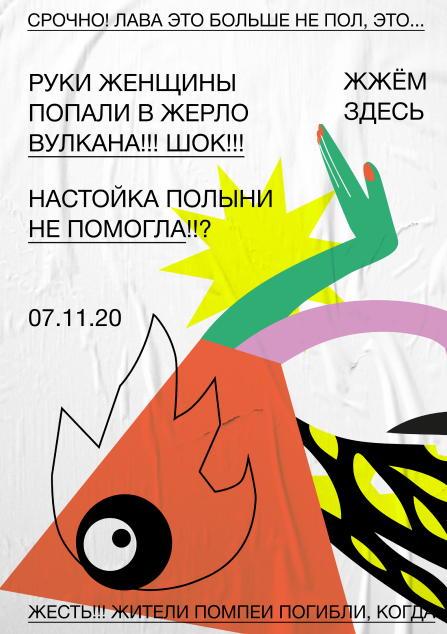 СРОЧНО! ЛАВА ЭТО БОЛЬШЕ НЕ ПОЛ, ЭТО...
РУКИ ЖЕНЩИНЫ
ПОПАЛИ В ЖЕРЛО
ВУЛКАНА!!! ШОК!!!
ЖЖЁМ
ЗДЕСЬ
НАСТОЙКА ПОЛЫНИ
НЕ ПОМОГЛА!!?
07.11.20
ЖЕСТЬ!!! ЖИТЕЛИ ПОМПЕИ ПОГИБЛИ, КОГДА